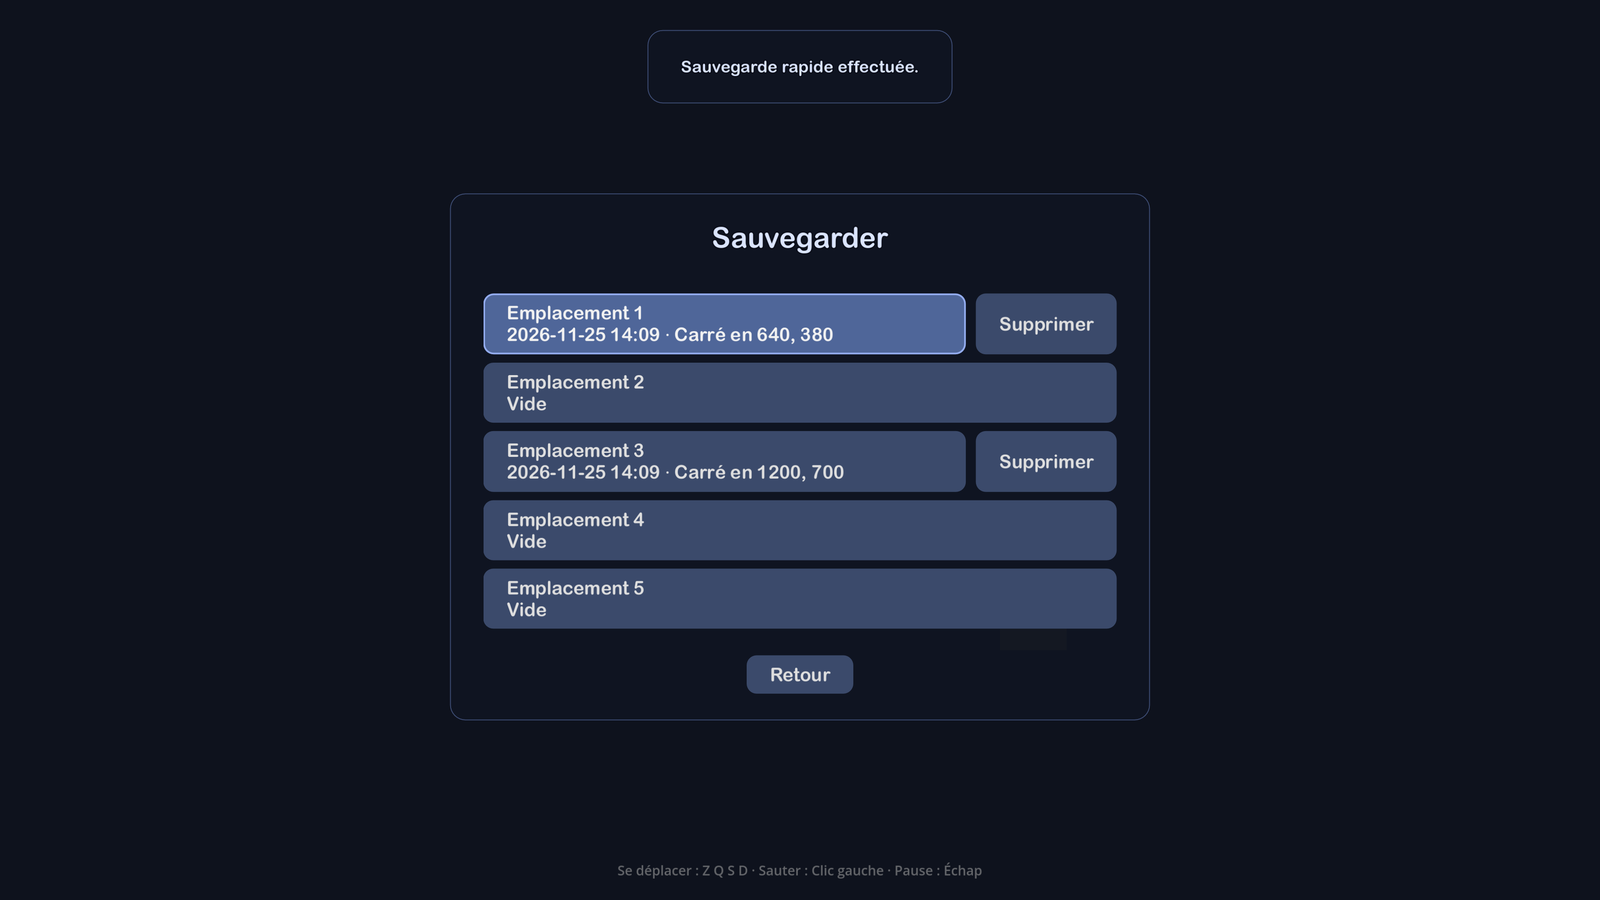 Sauvegarde rapide effectuée.
Sauvegarder
Emplacement 1
2026-11-25 14:09 · Carré en 640, 380
Supprimer
Emplacement 2
Vide
Emplacement 3
2026-11-25 14:09 · Carré en 1200, 700
Supprimer
Emplacement 4
Vide
Emplacement 5
Vide
Retour
Se déplacer : Z Q S D · Sauter : Clic gauche · Pause : Échap